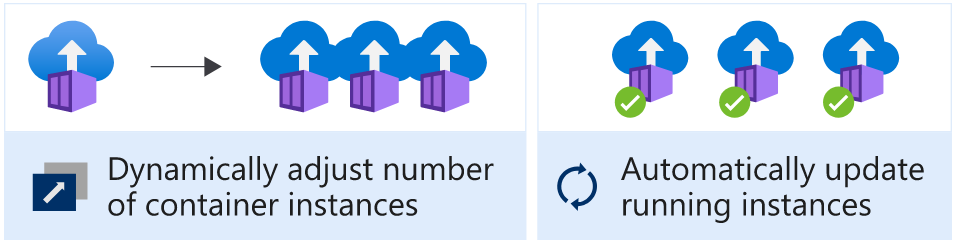 Dynamically adjust number
of container instances
Automatically update
running instances